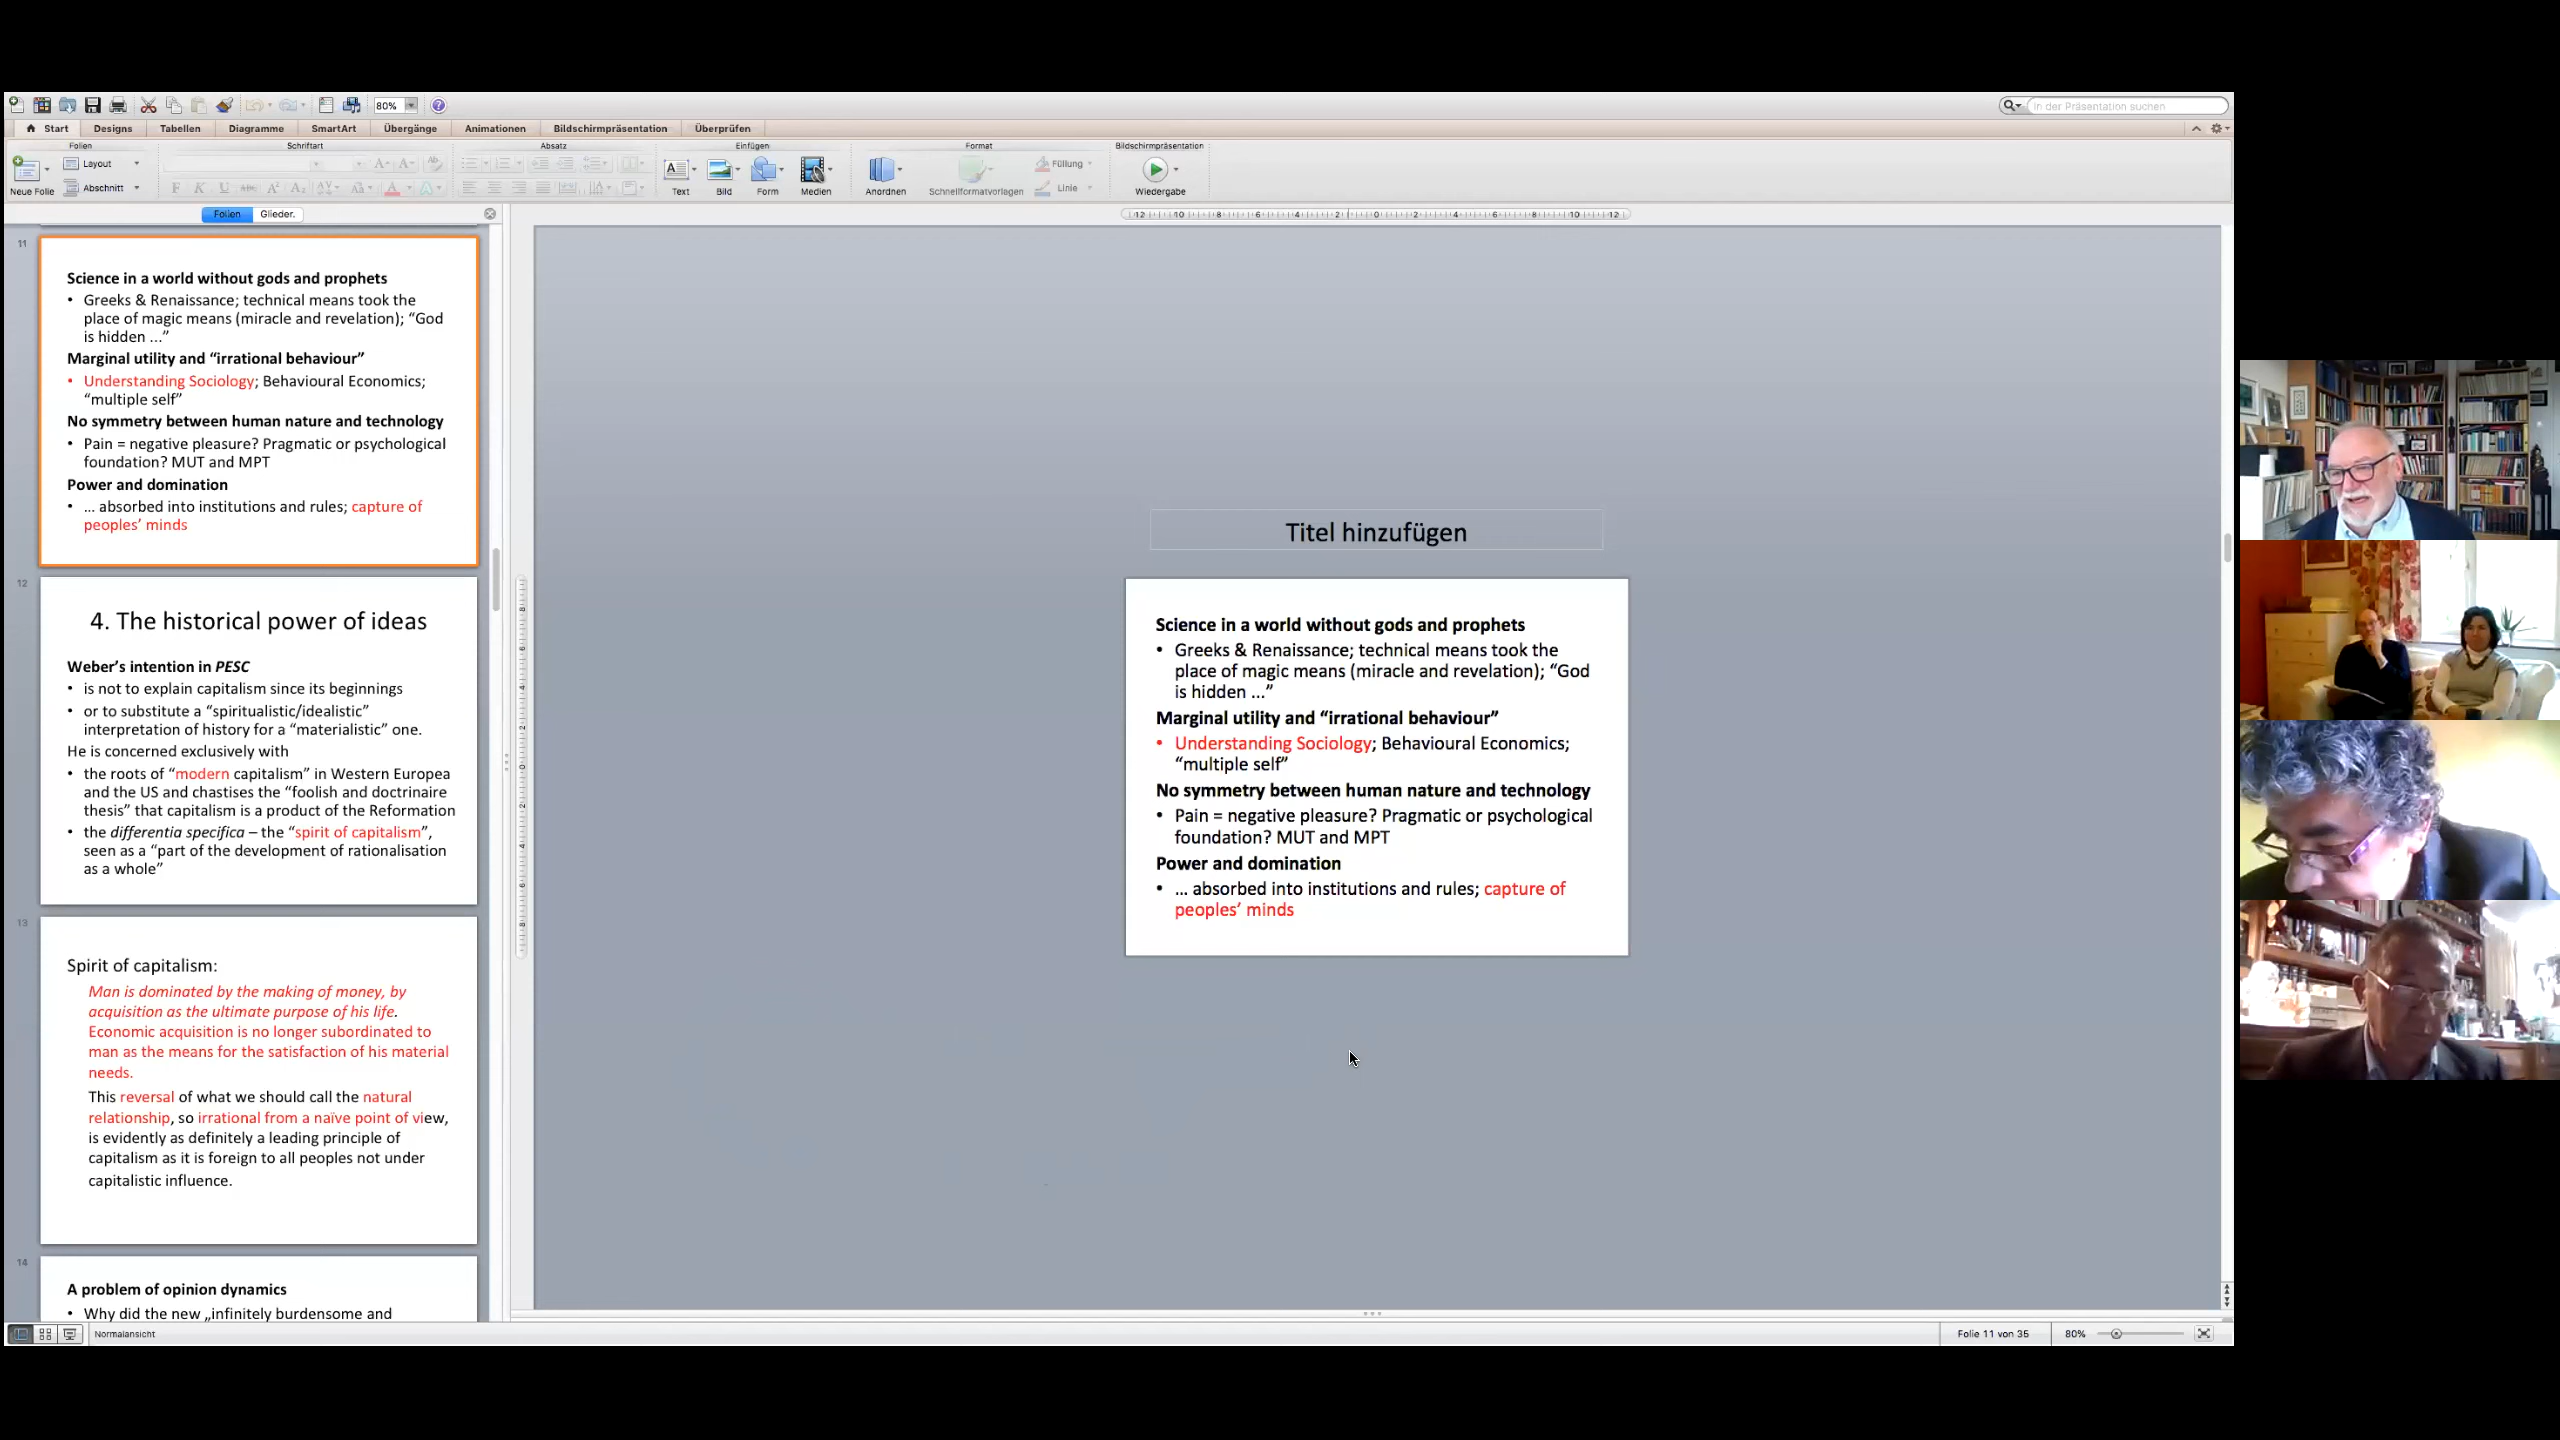 80%
In der Präsentation suchen
Start
Designs
Tabellen
Diagramme
SmartArt
Übergänge
Animationen
Bildschirmpräsentation
Überprüfen
Folien
Schriftart
Absatz
Einfügen
Format
Bildschirmpräsentation
Neue Folie
Layout
Abschnitt
Text
Bild
Form
Medien
Anordnen
Schnellformatvorlagen
Füllung
Linie
Wiedergabe
Folien
Glieder.
11
Science in a world without gods and prophets
• Greeks & Renaissance; technical means took the
place of magic means (miracle and revelation); “God
is hidden ...”
Marginal utility and “irrational behaviour”
• Understanding Sociology; Behavioural Economics;
“multiple self”
No symmetry between human nature and technology
• Pain = negative pleasure? Pragmatic or psychological
foundation? MUT and MPT
Power and domination
• ... absorbed into institutions and rules; capture of
peoples’ minds
12
4. The historical power of ideas
Weber’s intention in PESC
• is not to explain capitalism since its beginnings
• or to substitute a “spiritualistic/idealistic”
interpretation of history for a “materialistic” one.
He is concerned exclusively with
• the roots of “modern capitalism” in Western Europea
and the US and chastises the “foolish and doctrinaire
thesis” that capitalism is a product of the Reformation
• the differentia specifica – the “spirit of capitalism”,
seen as a “part of the development of rationalisation
as a whole”
13
Spirit of capitalism:
Man is dominated by the making of money, by
acquisition as the ultimate purpose of his life.
Economic acquisition is no longer subordinated to
man as the means for the satisfaction of his material
needs.
This reversal of what we should call the natural
relationship, so irrational from a naïve point of view,
is evidently as definitely a leading principle of
capitalism as it is foreign to all peoples not under
capitalistic influence.
14
A problem of opinion dynamics
• Why did the new „infinitely burdensome and
Titel hinzufügen
Science in a world without gods and prophets
• Greeks & Renaissance; technical means took the
place of magic means (miracle and revelation); “God
is hidden ...”
Marginal utility and “irrational behaviour”
• Understanding Sociology; Behavioural Economics;
“multiple self”
No symmetry between human nature and technology
• Pain = negative pleasure? Pragmatic or psychological
foundation? MUT and MPT
Power and domination
• ... absorbed into institutions and rules; capture of
peoples’ minds
Normalansicht
Folie 11 von 35
80%